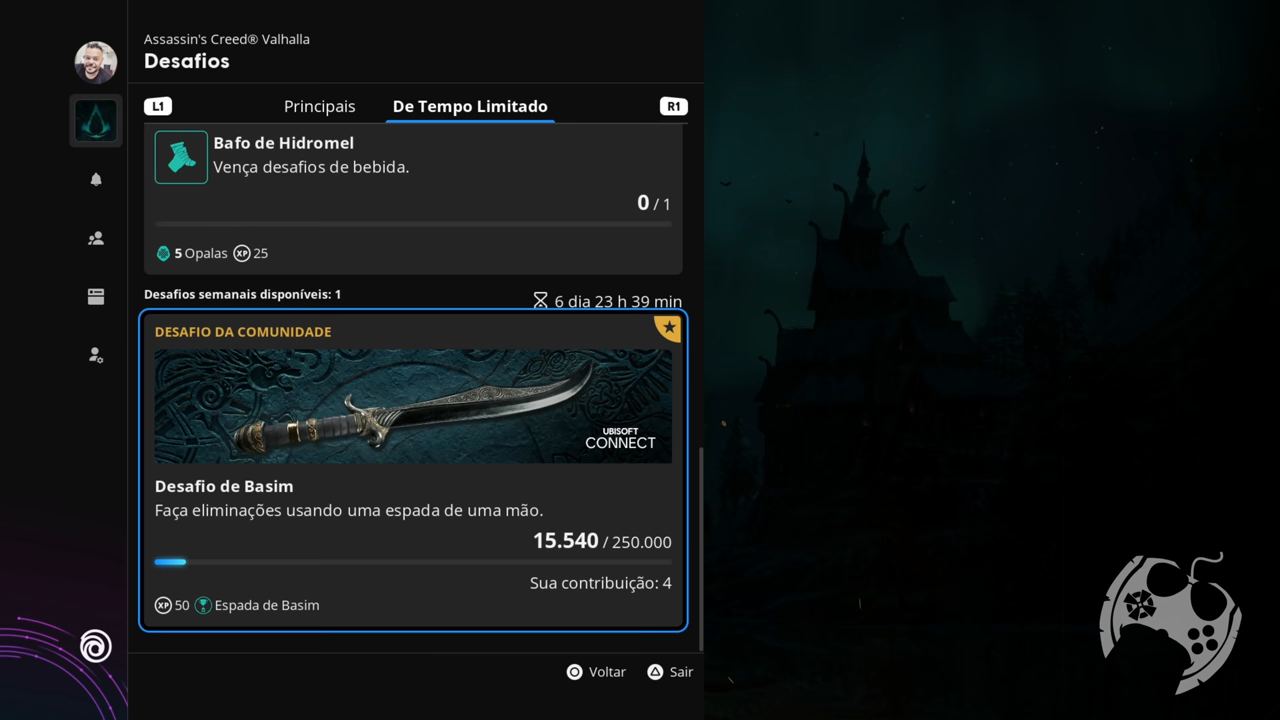 Assassin's Creed® Valhalla
Desafios
L1
Principais
De Tempo Limitado
R1
Bafo de Hidromel
Vença desafios de bebida.
0 / 1
5 Opalas XP 25
Desafios semanais disponíveis: 1
6 dia 23 h 39 min
DESAFIO DA COMUNIDADE
UBISOFT
CONNECT
Desafio de Basim
Faça eliminações usando uma espada de uma mão.
15.540 / 250.000
Sua contribuição: 4
XP 50 Espada de Basim
Voltar
Sair